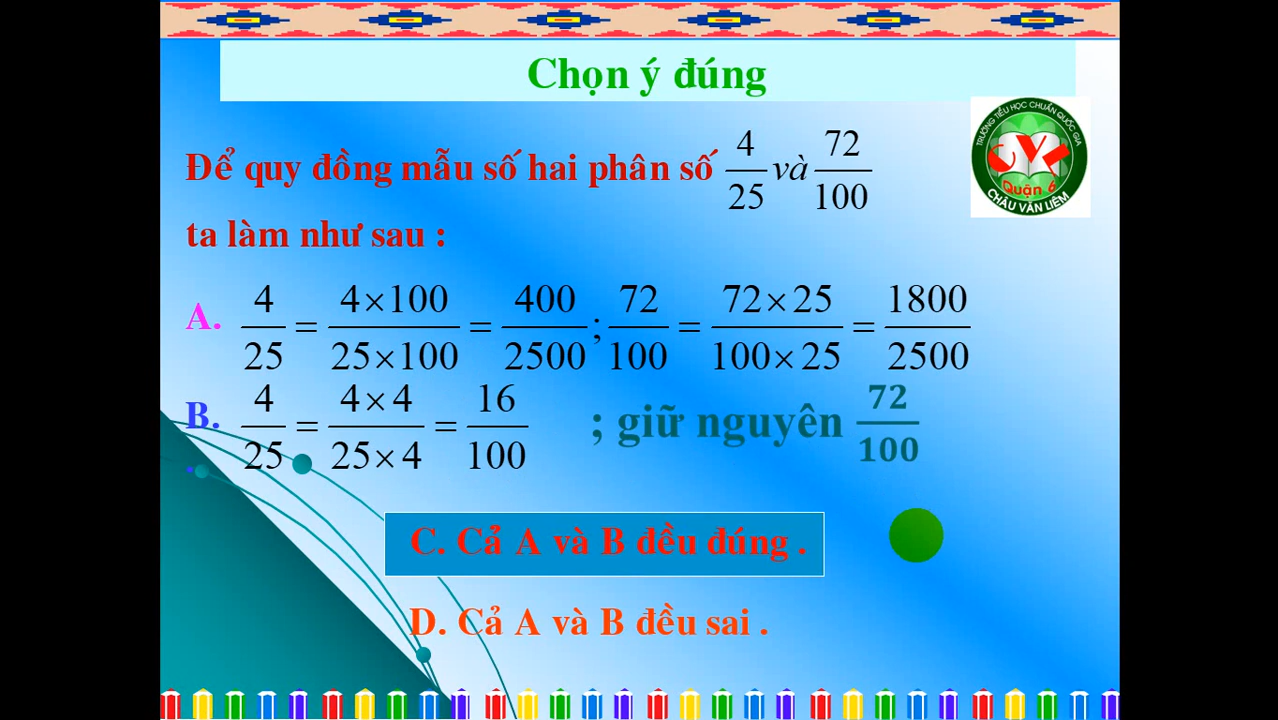 Chọn ý đúng
TRƯỜNG TIỂU HỌC CHUẨN QUỐC GIA
Quận 6
CHÂU VĂN LIÊM
Để quy đồng mẫu số hai phân số 4/25 và 72/100
ta làm như sau :
A. 4/25 = 4×100/25×100 = 400/2500 ; 72/100 = 72×25/100×25 = 1800/2500
B. 4/25 = 4×4/25×4 = 16/100 ; giữ nguyên 72/100
.
C. Cả A và B đều đúng .
D. Cả A và B đều sai .